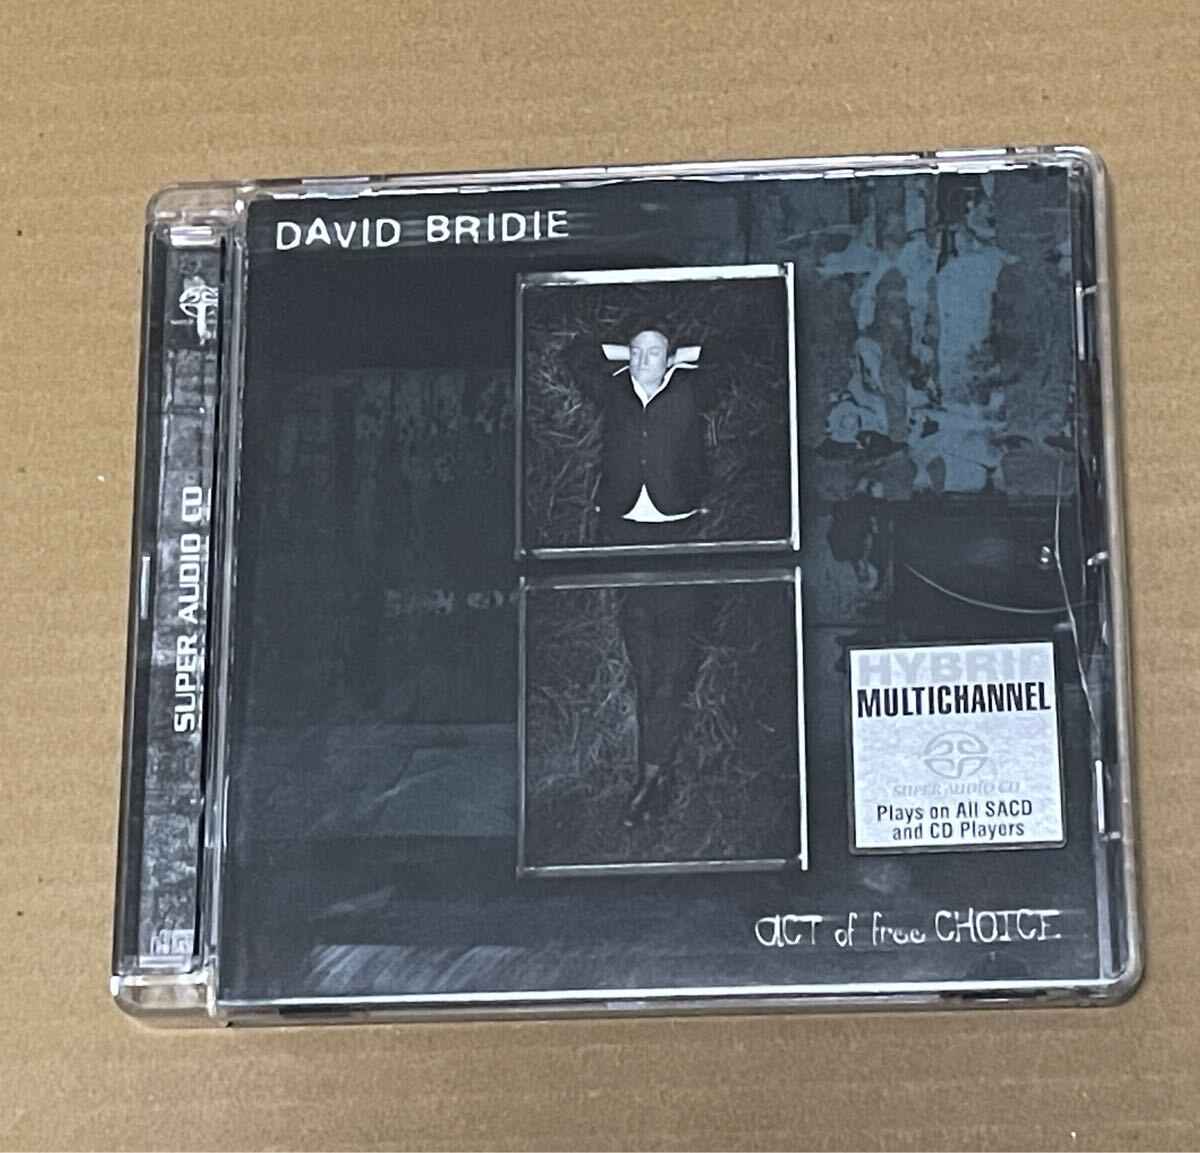 DAVID BRIDIE
SUPER AUDIO CD
HYBRID
MULTICHANNEL
SUPER AUDIO CD
Plays on All SACD
and CD Players
act of free CHOICE